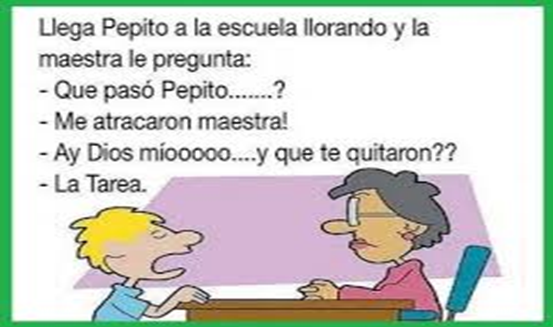 Llega Pepito a la escuela llorando y la
maestra le pregunta:
- Que pasó Pepito.......?
- Me atracaron maestra!
- Ay Dios míooooo....y que te quitaron??
- La Tarea.